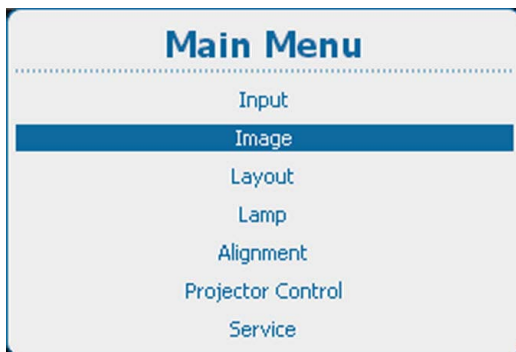 Main Menu
Input
Image
Layout
Lamp
Alignment
Projector Control
Service